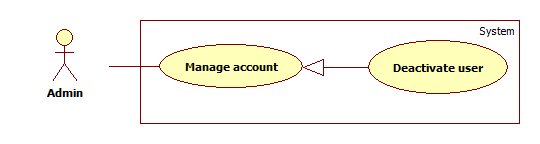 System
Manage account
Deactivate user
Admin